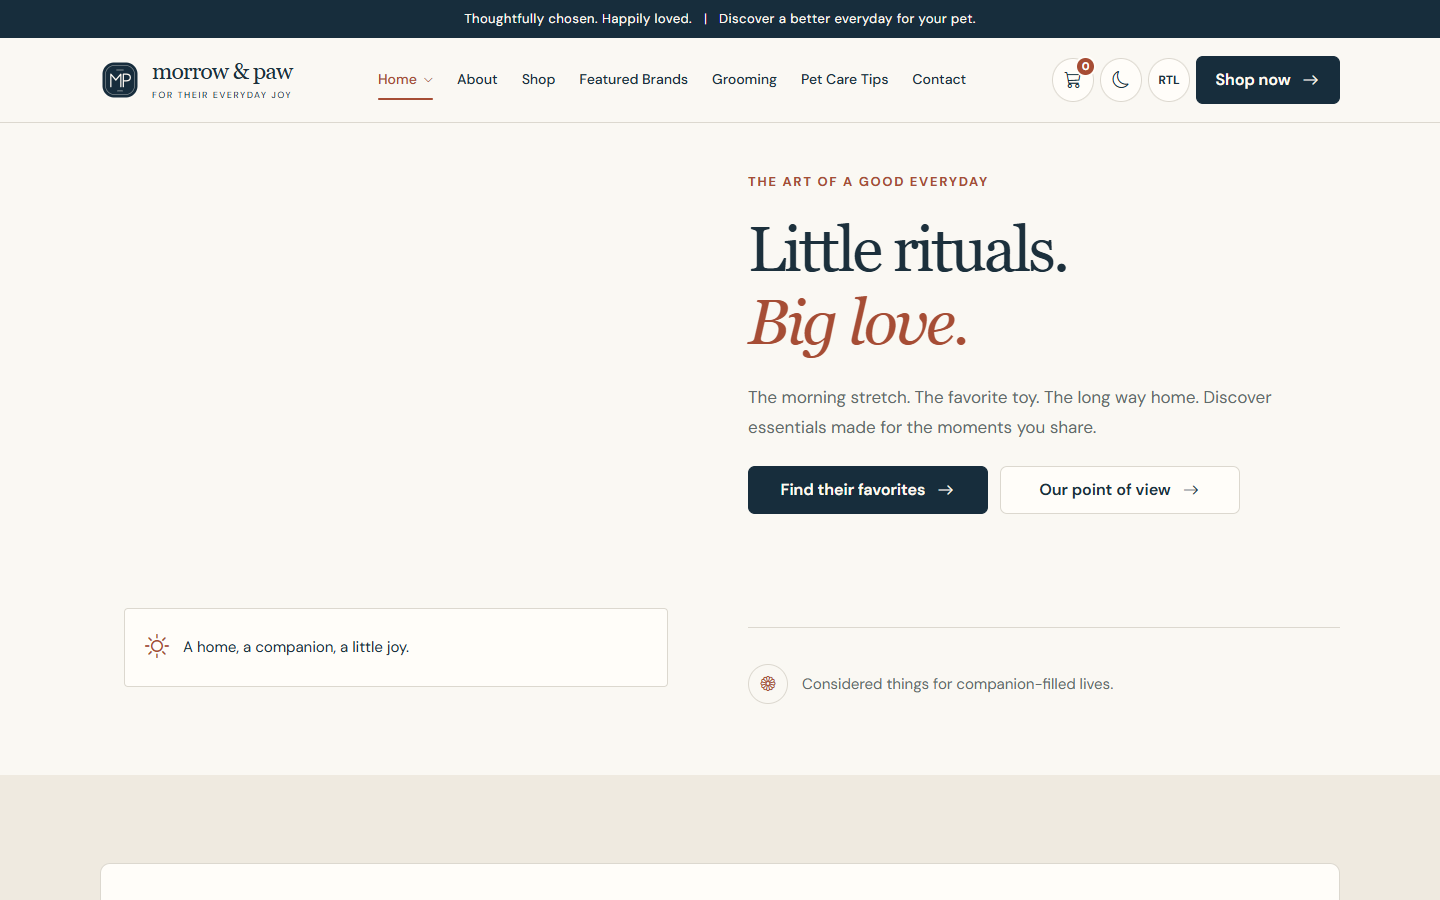 Thoughtfully chosen. Happily loved. | Discover a better everyday for your pet.
MP
morrow & paw
FOR THEIR EVERYDAY JOY
Home
About
Shop
Featured Brands
Grooming
Pet Care Tips
Contact
0
RTL
Shop now
THE ART OF A GOOD EVERYDAY
Little rituals.
Big love.
The morning stretch. The favorite toy. The long way home. Discover
essentials made for the moments you share.
Find their favorites
Our point of view
A home, a companion, a little joy.
Considered things for companion-filled lives.